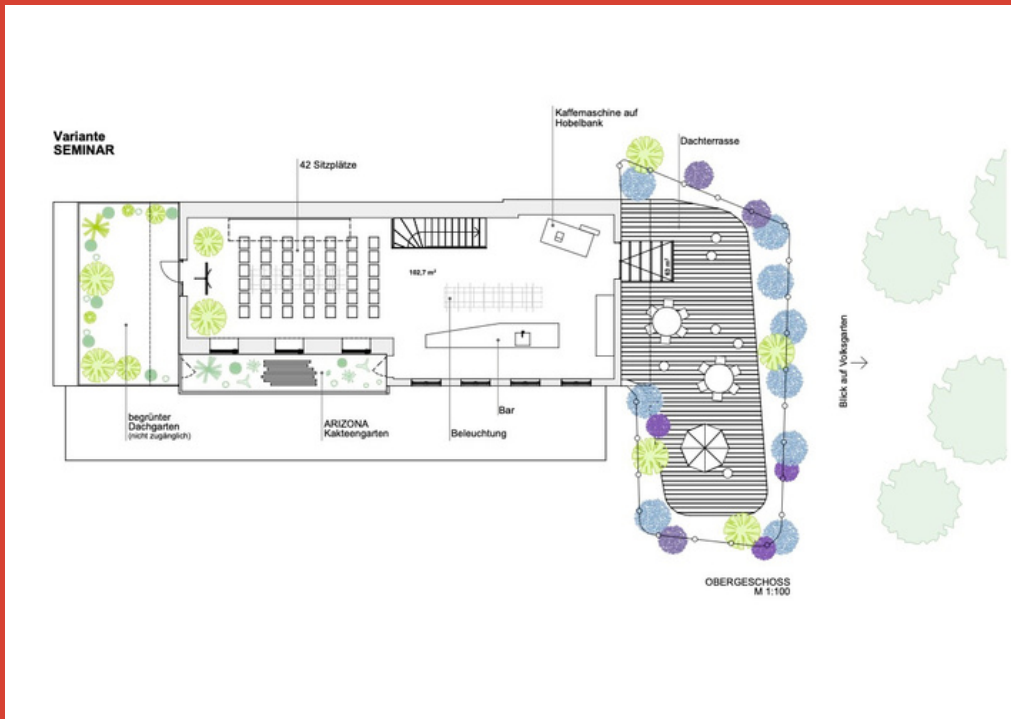 Variante
SEMINAR
42 Sitzplätze
Kaffemaschine auf
Hobelbank
Dachterrasse
102,7 m²
63 m²
Blick auf Volksgarten
begrünter
Dachgarten
(nicht zugänglich)
ARIZONA
Kakteengarten
Beleuchtung
Bar
OBERGESCHOSS
M 1:100